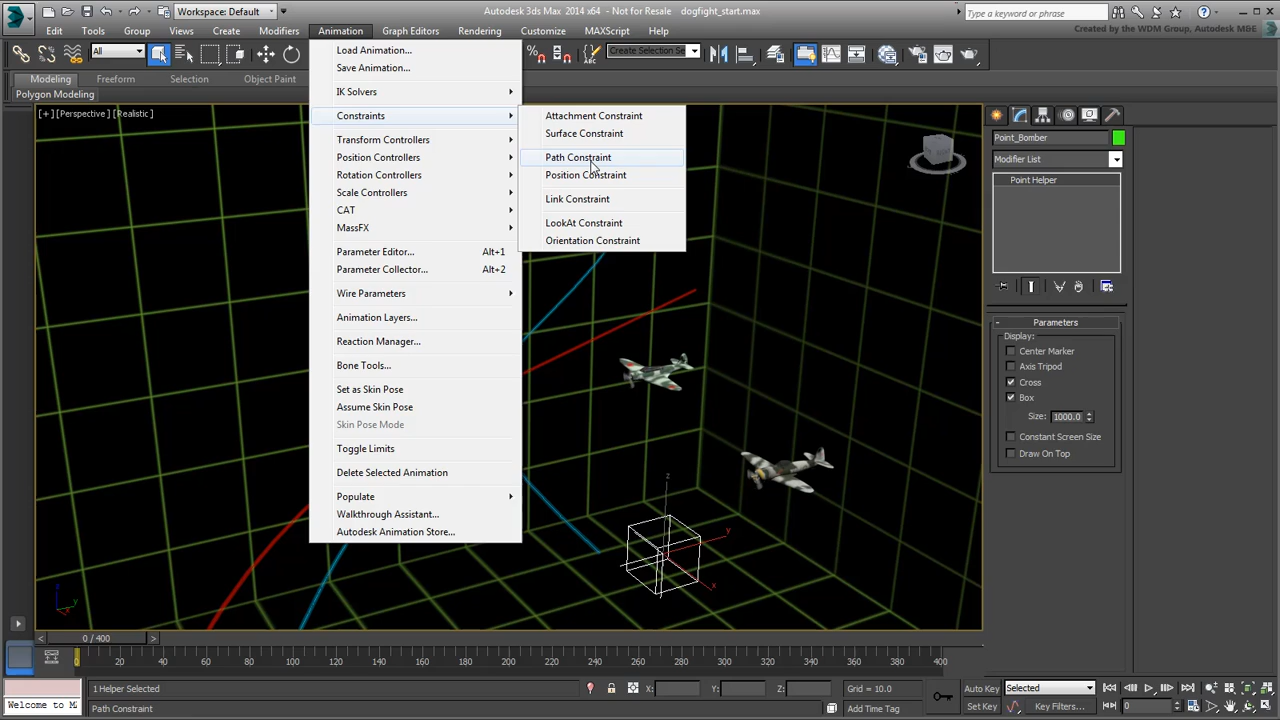 Workspace: Default
Autodesk 3ds Max 2014 x64 - Not for Resale dogfight_start.max
Type a keyword or phrase
Edit Tools Group Views Create Modifiers Animation Graph Editors Rendering Customize MAXScript Help
Created by the WDM Group, Autodesk MBE
All
Create Selection Se
Modeling Freeform Selection Object Paint
Polygon Modeling
[+] [Perspective] [Realistic]
Load Animation...
Save Animation...
IK Solvers
Constraints
Transform Controllers
Position Controllers
Rotation Controllers
Scale Controllers
CAT
MassFX
Parameter Editor... Alt+1
Parameter Collector... Alt+2
Wire Parameters
Animation Layers...
Reaction Manager...
Bone Tools...
Set as Skin Pose
Assume Skin Pose
Skin Pose Mode
Toggle Limits
Delete Selected Animation
Populate
Walkthrough Assistant...
Autodesk Animation Store...
Attachment Constraint
Surface Constraint
Path Constraint
Position Constraint
Link Constraint
LookAt Constraint
Orientation Constraint
Point_Bomber
Modifier List
Point Helper
- Parameters
Display:
Center Marker
Axis Tripod
Cross
Box
Size: 1000.0
Constant Screen Size
Draw On Top
z
y
x
z
y
x
< 0 / 400 >
20 40 60 80 100 120 140 160 180 200 220 240 260 280 300 320 340 360 380 400
1 Helper Selected X: Y: Z: Grid = 10.0 Auto Key Selected
Welcome to M Path Constraint Add Time Tag Set Key Key Filters... 0